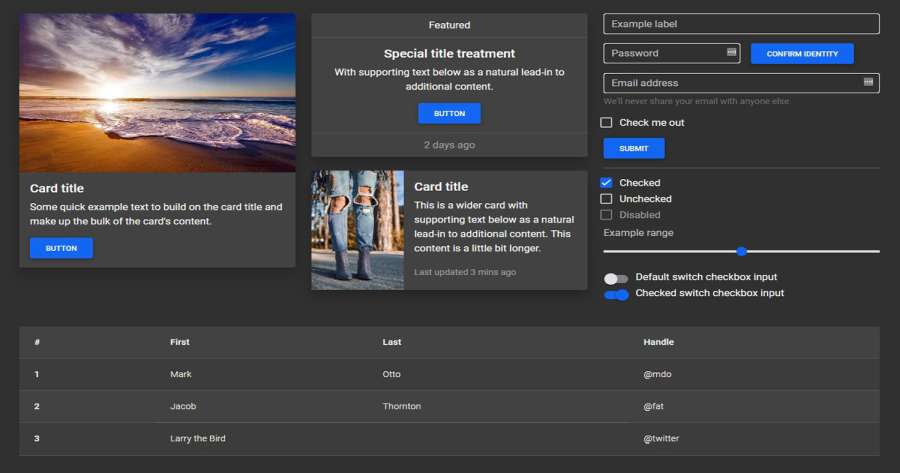 Card title
Some quick example text to build on the card title and
make up the bulk of the card's content.
BUTTON
Featured
Special title treatment
With supporting text below as a natural lead-in to
additional content.
BUTTON
2 days ago
Card title
This is a wider card with
supporting text below as a natural
lead-in to additional content. This
content is a little bit longer.
Last updated 3 mins ago
Example label
Password
CONFIRM IDENTITY
Email address
We'll never share your email with anyone else
Check me out
SUBMIT
Checked
Unchecked
Disabled
Example range
Default switch checkbox input
Checked switch checkbox input
# First Last Handle
1 Mark Otto @mdo
2 Jacob Thornton @fat
3 Larry the Bird @twitter